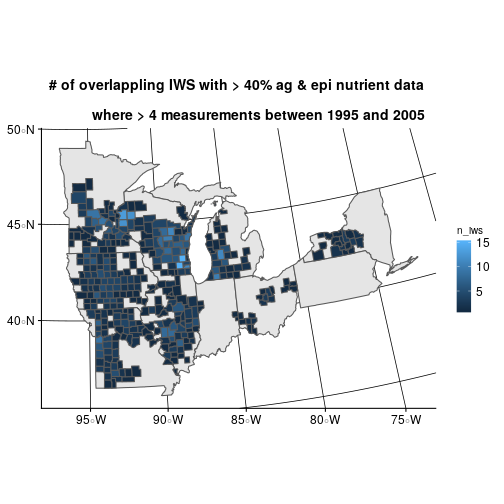 # of overlappling IWS with > 40% ag & epi nutrient data
where > 4 measurements between 1995 and 2005
50°N
45°N
40°N
n_lws
15
10
5
95°W
90°W
85°W
80°W
75°W